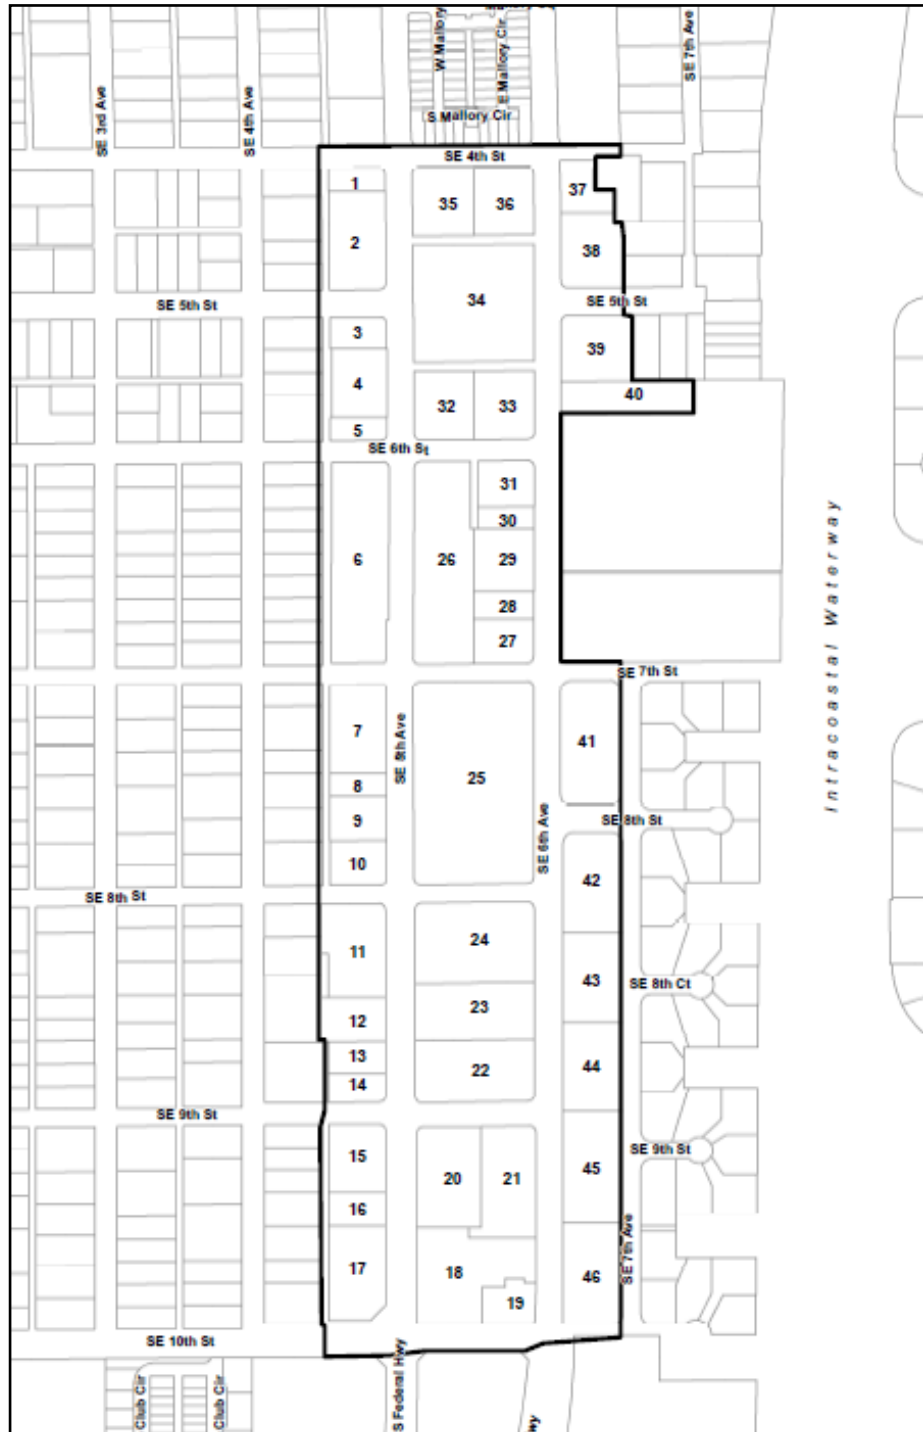 W Mallory
E Mallory Cir
S Mallory Cir
SE 7th Ave
SE 3rd Ave
SE 4th Ave
SE 4th St
1
35
36
37
2
38
34
SE 5th St
SE 5th St
3
39
4
40
32
33
5
SE 6th St
31
30
6
26
29
28
27
SE 7th St
7
SE 5th Ave
25
41
8
9
SE 6th Ave
SE 8th St
10
42
SE 8th St
11
24
43
SE 8th Ct
12
23
13
22
44
14
SE 9th St
15
20
21
45
SE 9th St
16
17
18
46
SE 7th Ave
19
SE 10th St
S Federal Hwy
Club Cir
Club Cir
Intracoastal Waterway